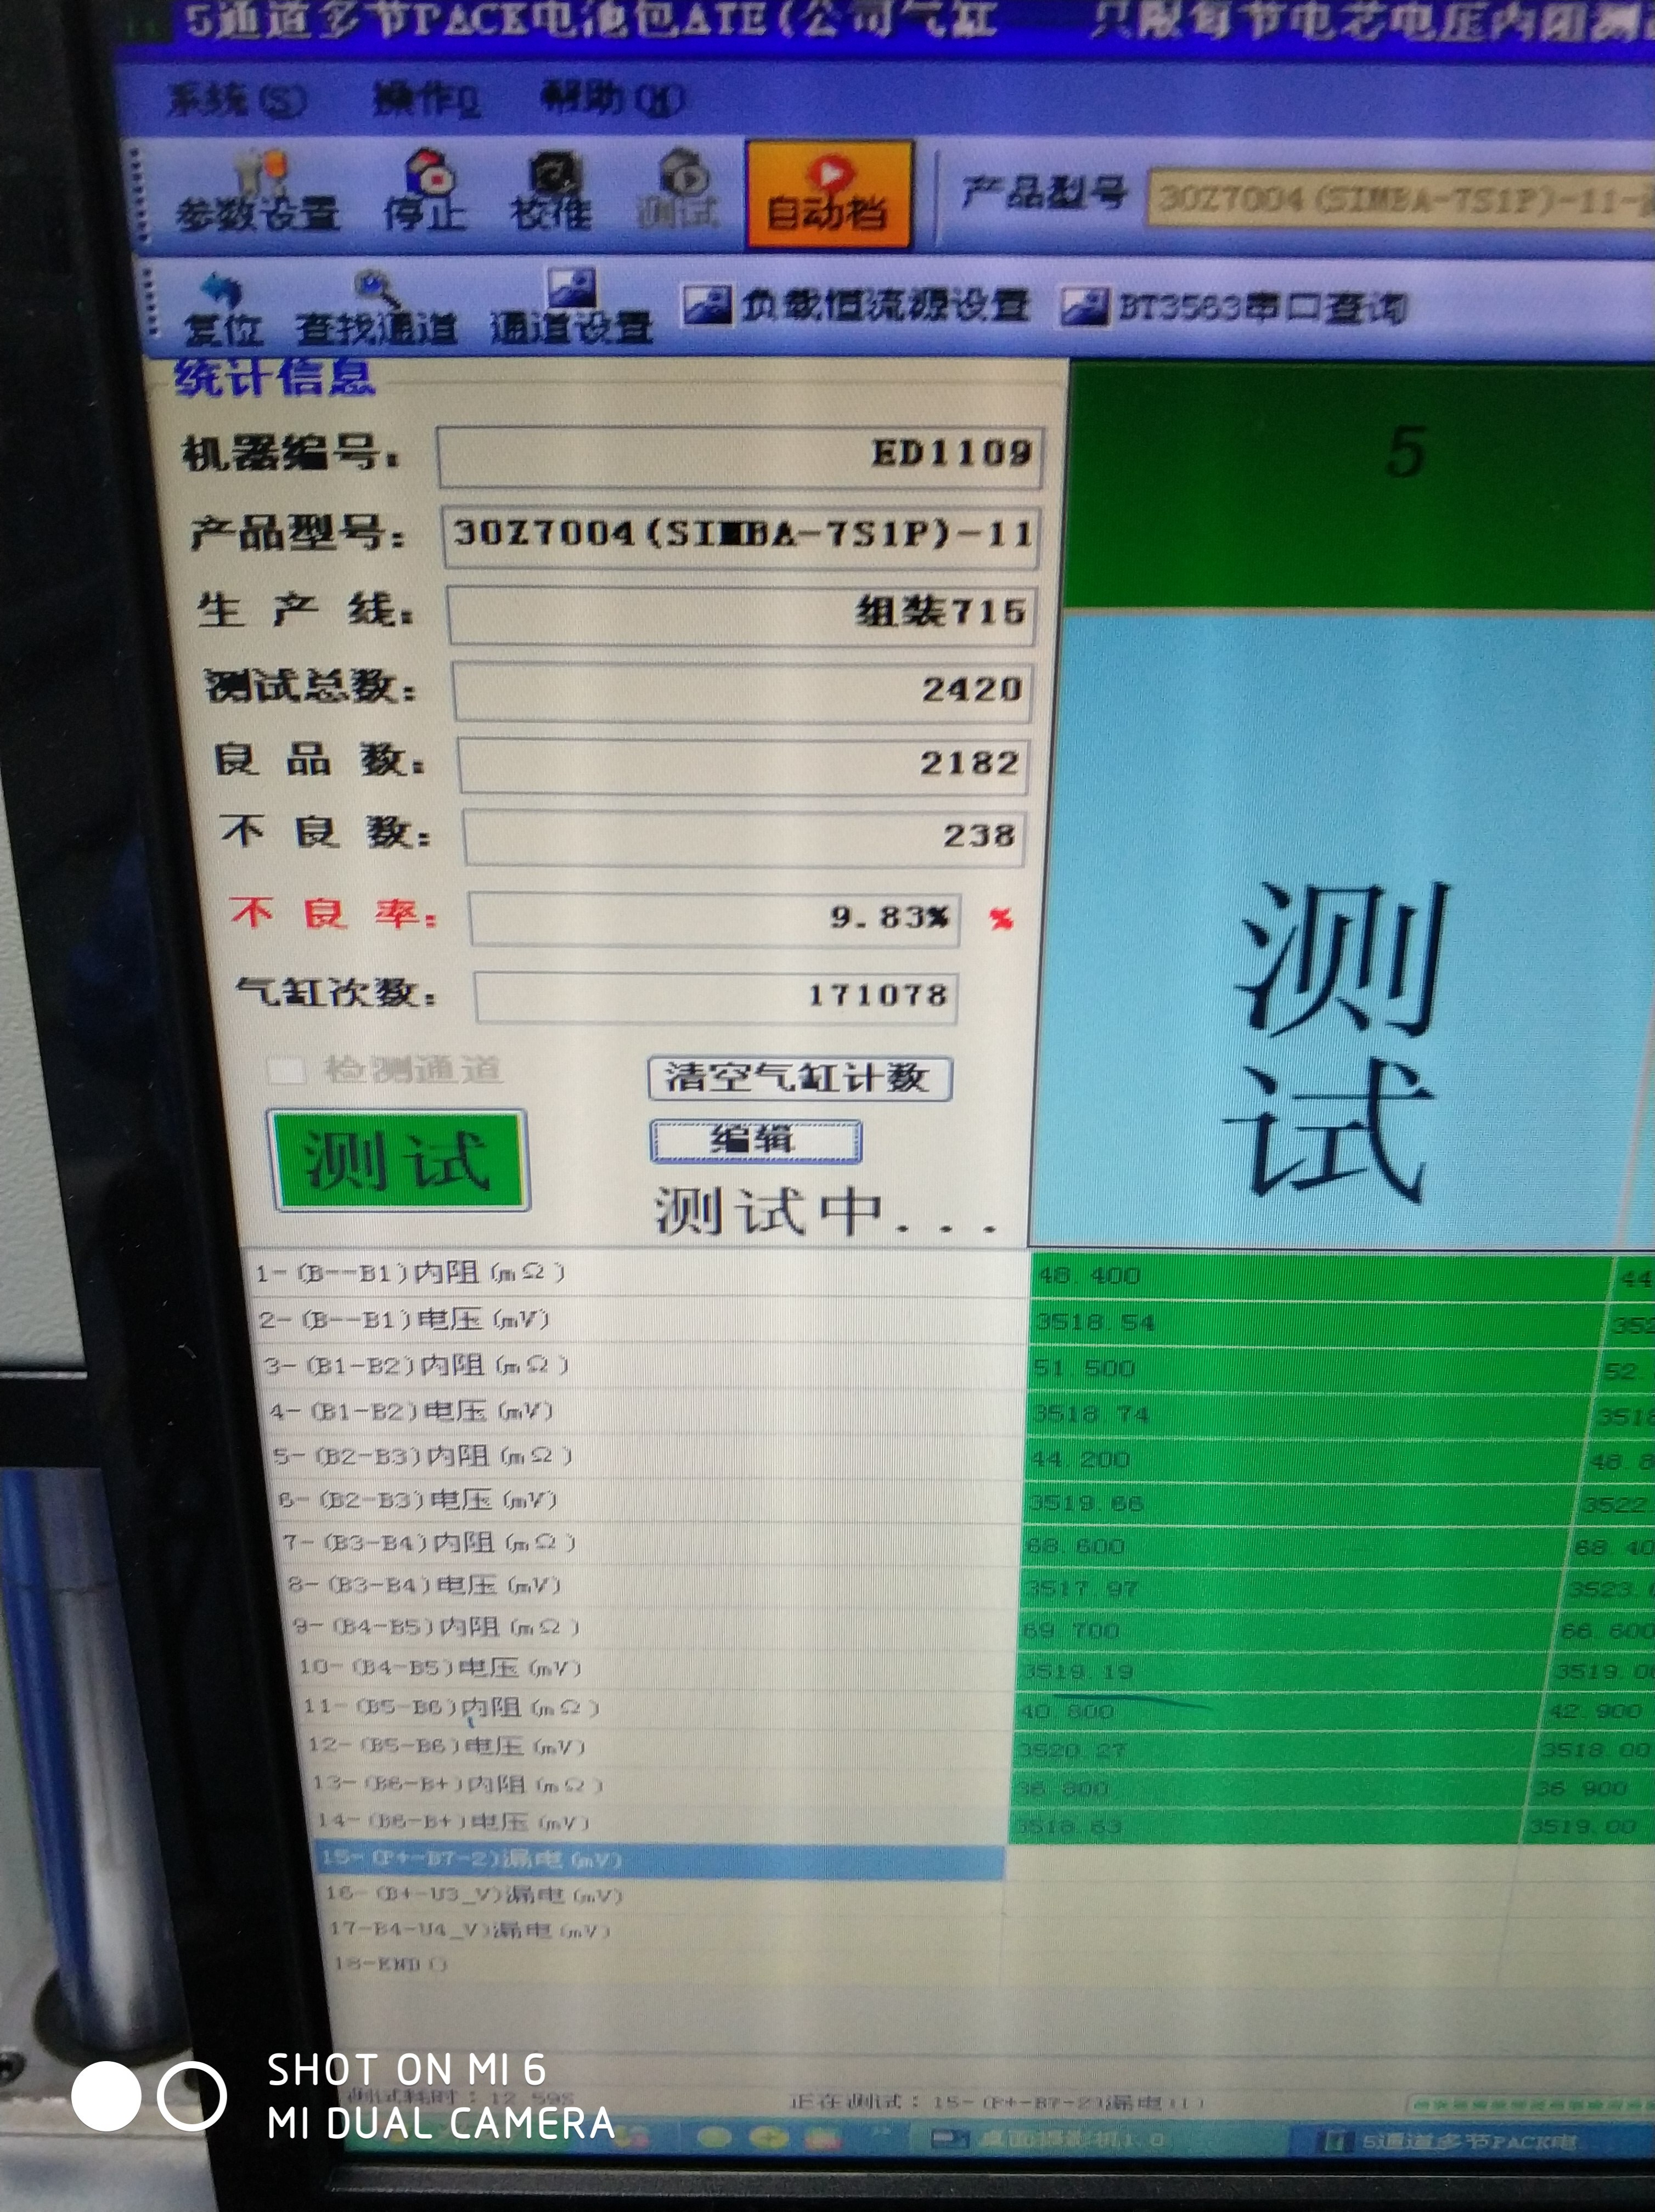 5通道多节PACK电池包ATE(公司气缸 只限每节电芯电压内阻测
系统(S) 操作 帮助(H)
参数设置 停止 校准 测试 自动档 产品型号 30Z7004(SIMBA-7S1P)-11-
复位 查找通道 通道设置 负载恒流源设置 BT3563串口查询
统计信息
机器编号: ED1109
产品型号: 30Z7004(SIMBA-7S1P)-11
生 产 线: 组装715
测试总数: 2420
良 品 数: 2182
不 良 数: 238
不 良 率: 9.83% %
气缸次数: 171078
检测通道 清空气缸计数
测试 编辑
测试中...
5
测
试
1-(B--B1)内阻(mΩ) 48.400 44
2-(B--B1)电压(mV) 3518.54 352
3-(B1-B2)内阻(mΩ) 51.500 52.
4-(B1-B2)电压(mV) 3518.74 3518
5-(B2-B3)内阻(mΩ) 44.200 48.8
6-(B2-B3)电压(mV) 3519.66 3522
7-(B3-B4)内阻(mΩ) 68.600 68.40
8-(B3-B4)电压(mV) 3517.97 3523.
9-(B4-B5)内阻(mΩ) 69.700 66.600
10-(B4-B5)电压(mV) 3519.19 3519.00
11-(B5-B6)内阻(mΩ) 40.800 42.900
12-(B5-B6)电压(mV) 3520.27 3518.00
13-(B6-B+)内阻(mΩ) 36.800 36.900
14-(B6-B+)电压(mV) 3518.63 3519.00
15-(P+-B7-2)漏电(mV)
16-(B+-U3_V)漏电(mV)
17-B4-U4_V)漏电(mV)
18-END()
测试耗时:12.59S 正在测试:15-(P+-B7-2)漏电(1)
桌面摄影机1.0 5通道多节PACK电
SHOT ON MI 6
MI DUAL CAMERA